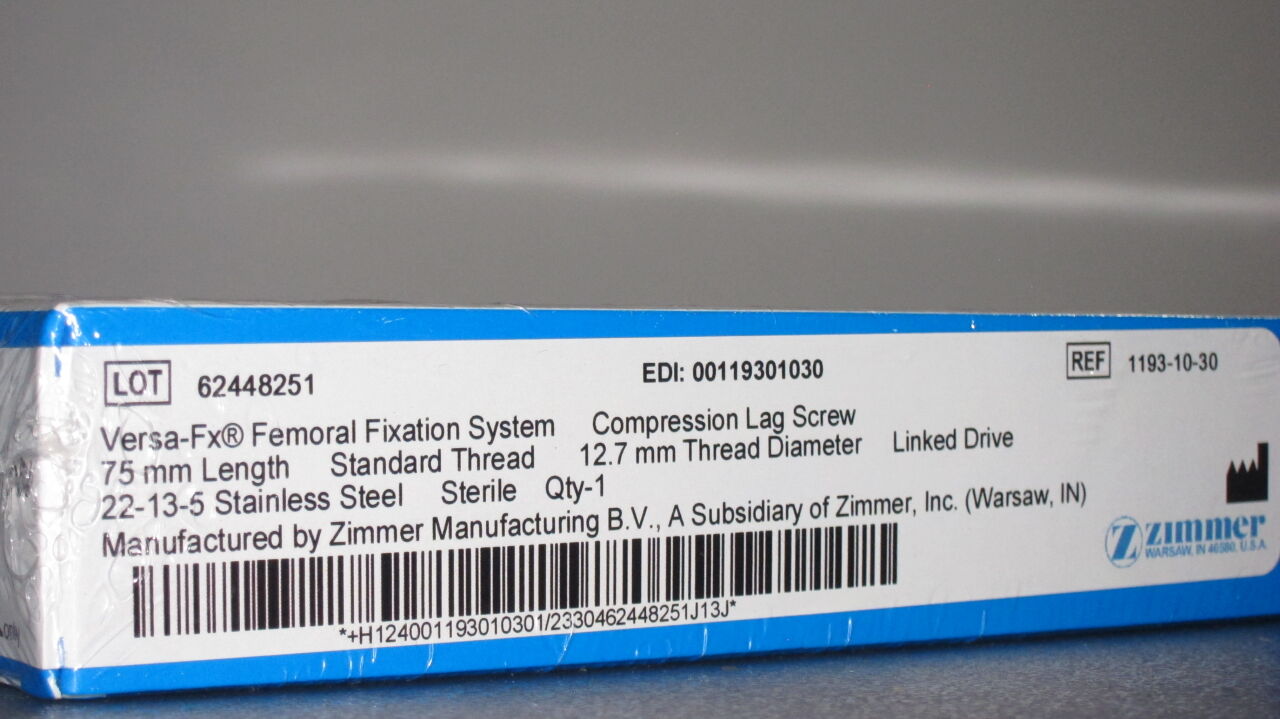 LOT 62448251 EDI: 00119301030 REF 1193-10-30
Versa-Fx® Femoral Fixation System Compression Lag Screw
75 mm Length Standard Thread 12.7 mm Thread Diameter Linked Drive
22-13-5 Stainless Steel Sterile Qty-1
Manufactured by Zimmer Manufacturing B.V., A Subsidiary of Zimmer, Inc. (Warsaw, IN)
Z zimmer
WARSAW, IN 46580, U.S.A.
*+H124001193010301/2330462448251J13J*
only